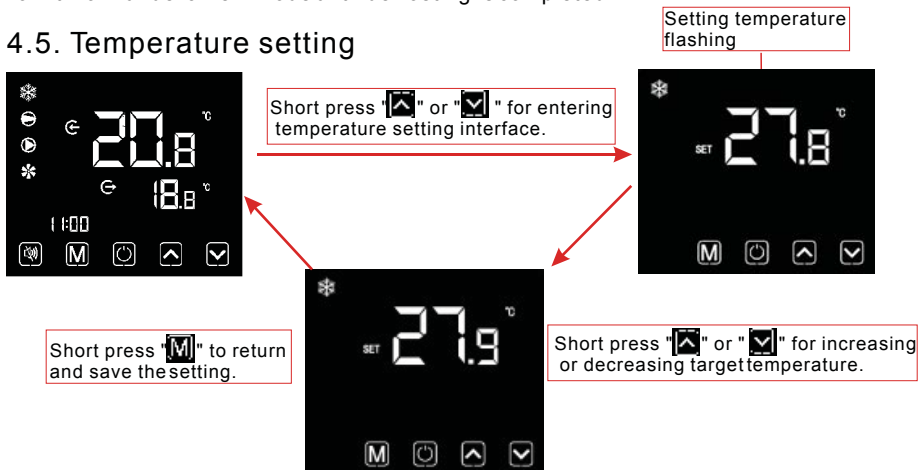 4.5. Temperature setting
Setting temperature
flashing
20.8 ℃
18.8 ℃
11:00
M
Short press "" or "" for entering
temperature setting interface.
SET 27.8 ℃
M
Short press "" or "" for increasing
or decreasing target temperature.
SET 27.9 ℃
M
Short press "M" to return
and save the setting.